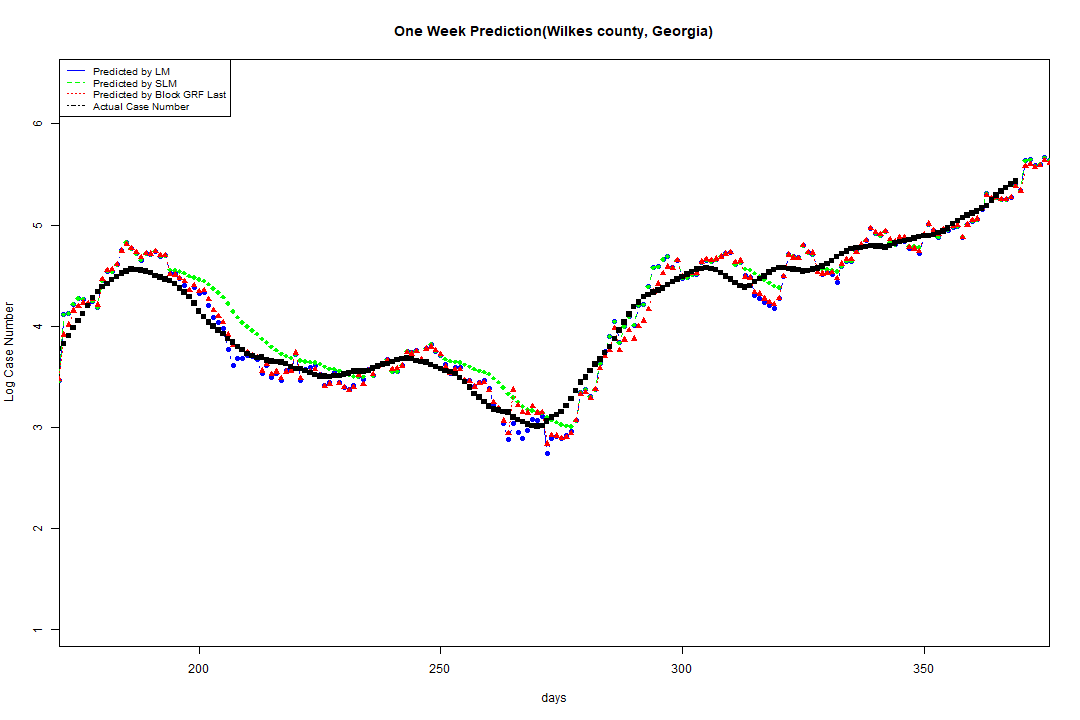 One Week Prediction(Wilkes county, Georgia)
Predicted by LM
Predicted by SLM
Predicted by Block GRF Last
Actual Case Number
Log Case Number
6
5
4
3
2
1
200
250
300
350
days